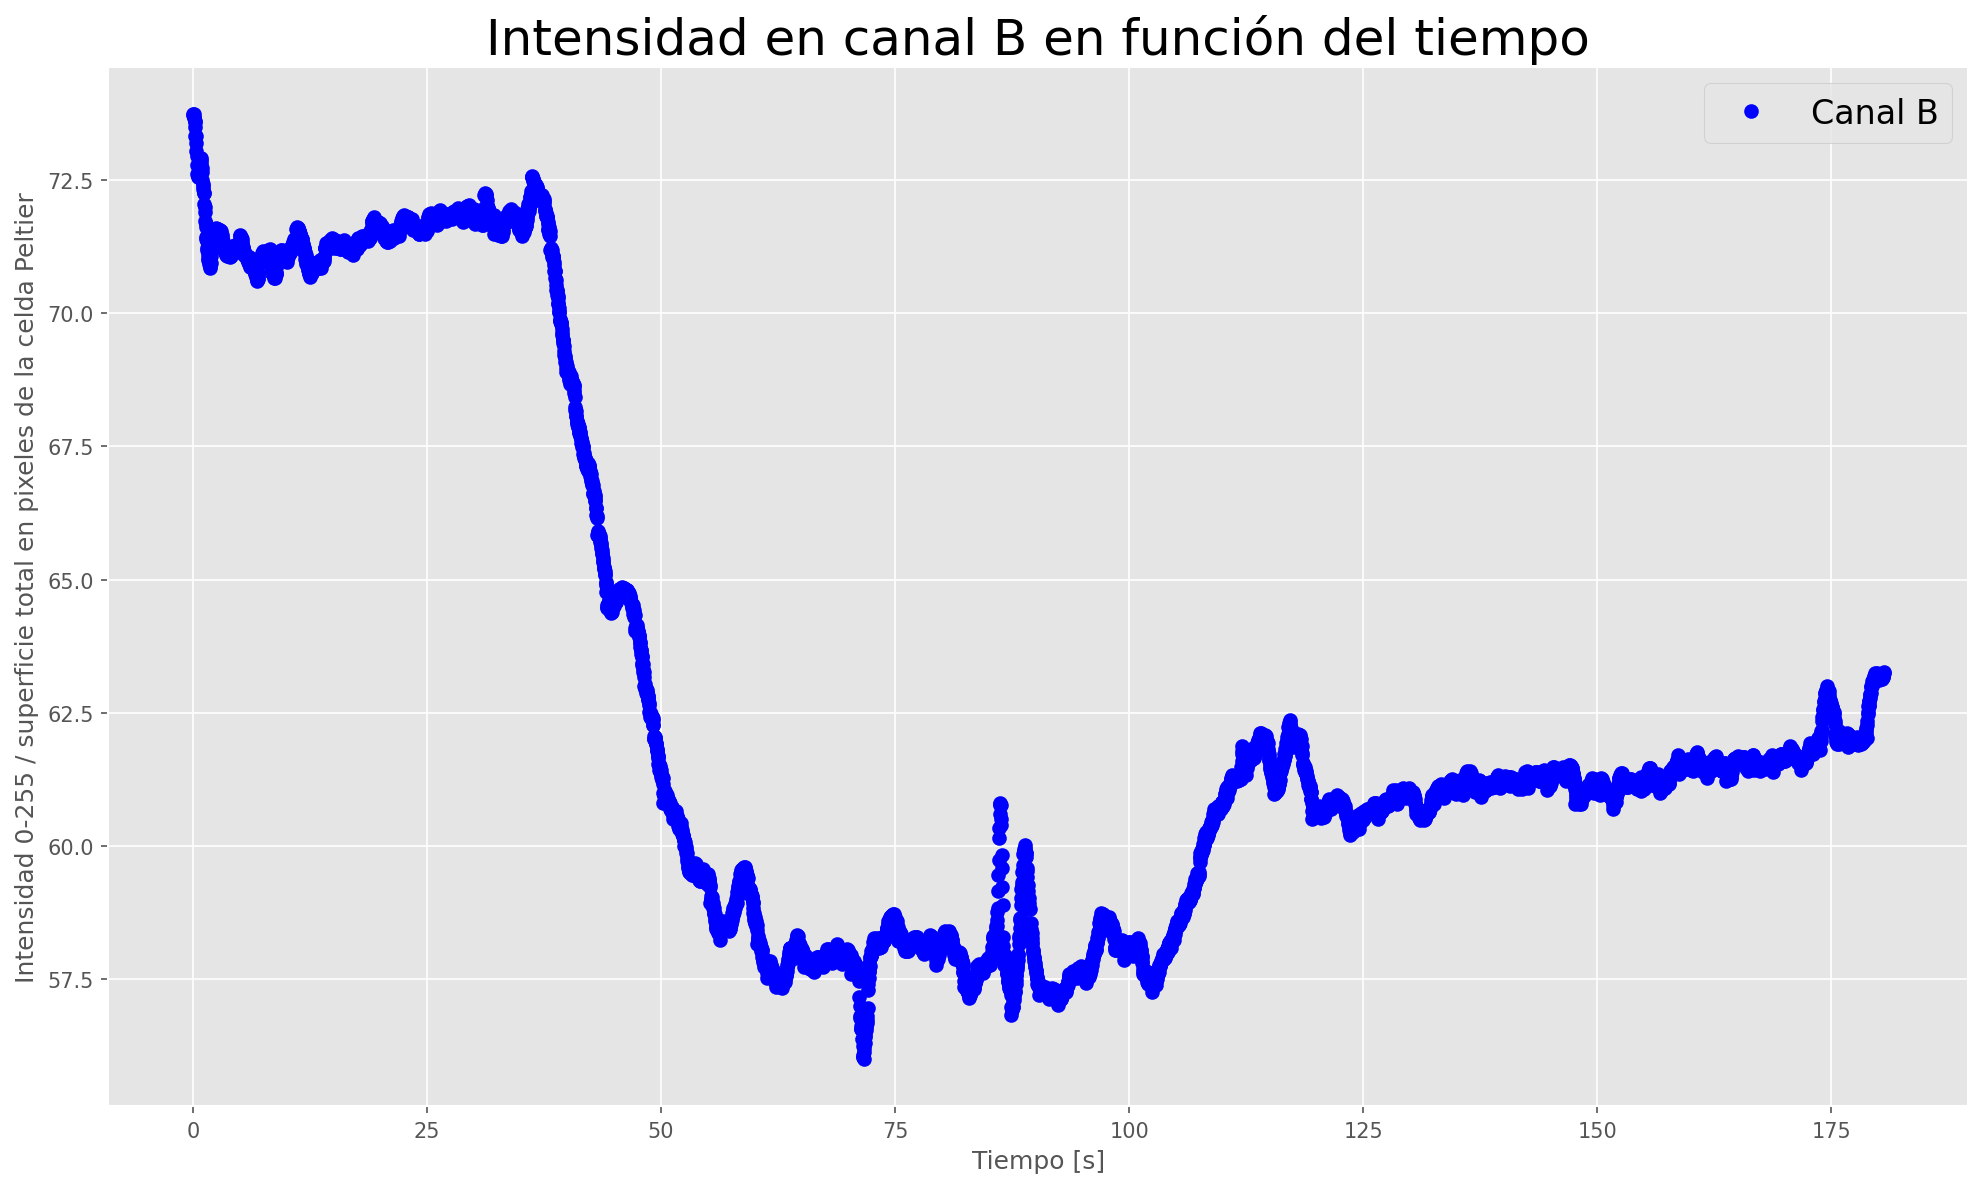 Intensidad en canal B en función del tiempo
Canal B
Intensidad 0-255 / superficie total en pixeles de la celda Peltier
72.5
70.0
67.5
65.0
62.5
60.0
57.5
0 25 50 75 100 125 150 175
Tiempo [s]